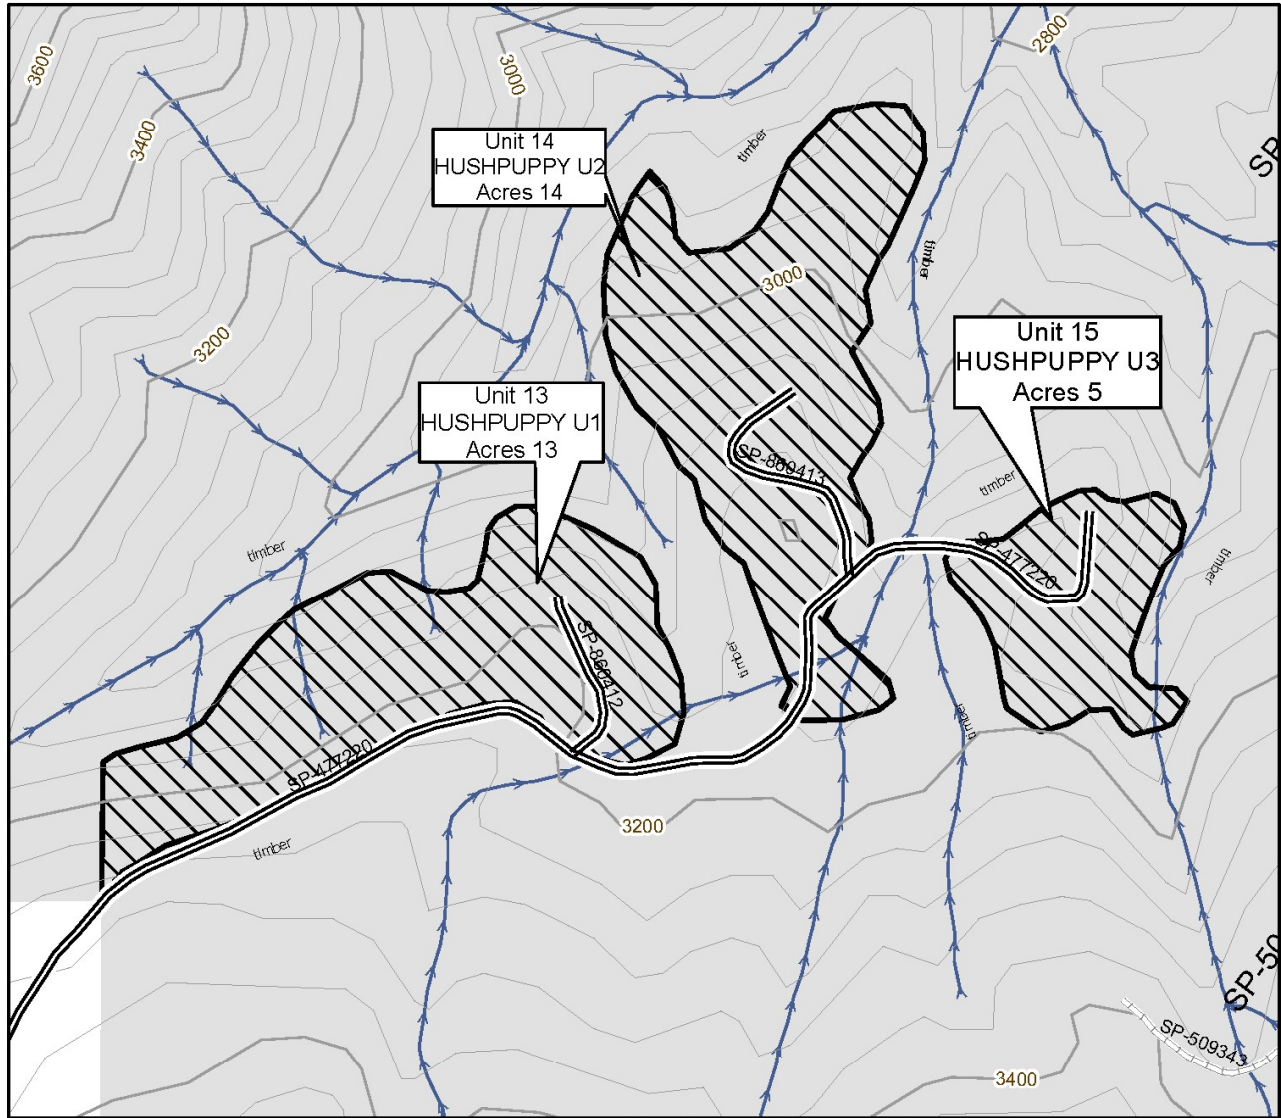 3600
3000
2800
3400
timber
SP
Unit 14
HUSHPUPPY U2
Acres 14
timber
3000
3200
Unit 15
HUSHPUPPY U3
Acres 5
Unit 13
HUSHPUPPY U1
Acres 13
SP-860413
timber
timber
SP-477220
timber
SP-860412
timber
timber
SP-477220
3200
timber
SP-50
SP-509343
3400